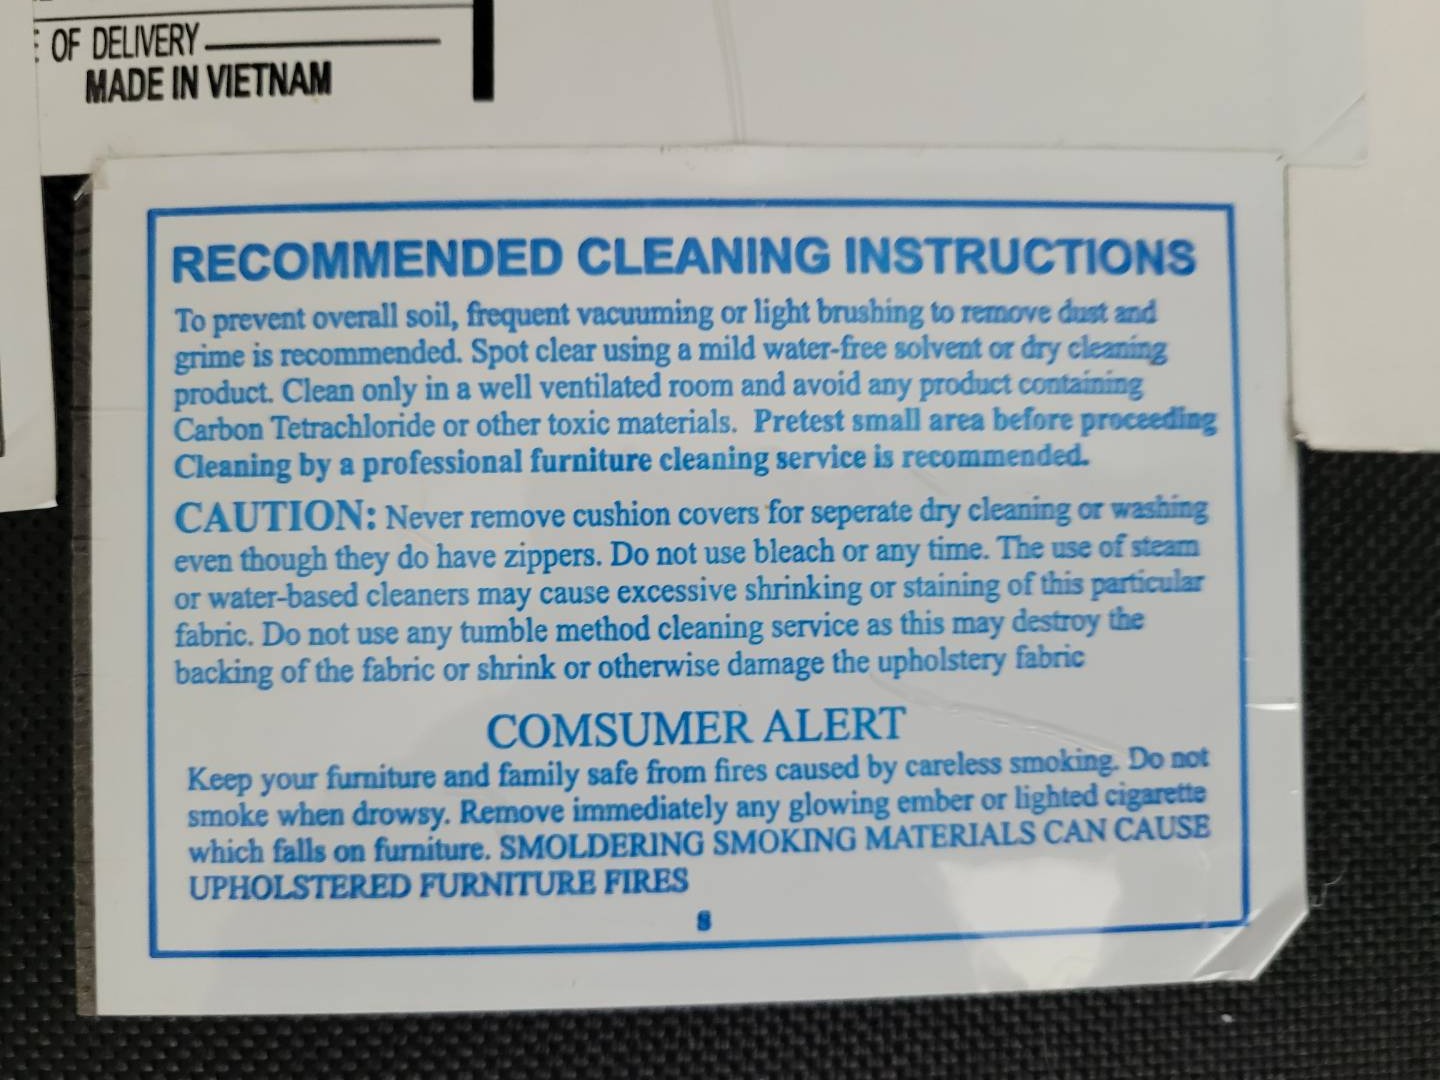 OF DELIVERY
MADE IN VIETNAM
RECOMMENDED CLEANING INSTRUCTIONS
To prevent overall soil, frequent vacuuming or light brushing to remove dust and
grime is recommended. Spot clear using a mild water-free solvent or dry cleaning
product. Clean only in a well ventilated room and avoid any product containing
Carbon Tetrachloride or other toxic materials. Pretest small area before proceeding
Cleaning by a professional furniture cleaning service is recommended.
CAUTION: Never remove cushion covers for seperate dry cleaning or washing
even though they do have zippers. Do not use bleach or any time. The use of steam
or water-based cleaners may cause excessive shrinking or staining of this particular
fabric. Do not use any tumble method cleaning service as this may destroy the
backing of the fabric or shrink or otherwise damage the upholstery fabric
COMSUMER ALERT
Keep your furniture and family safe from fires caused by careless smoking. Do not
smoke when drowsy. Remove immediately any glowing ember or lighted cigarette
which falls on furniture. SMOLDERING SMOKING MATERIALS CAN CAUSE
UPHOLSTERED FURNITURE FIRES